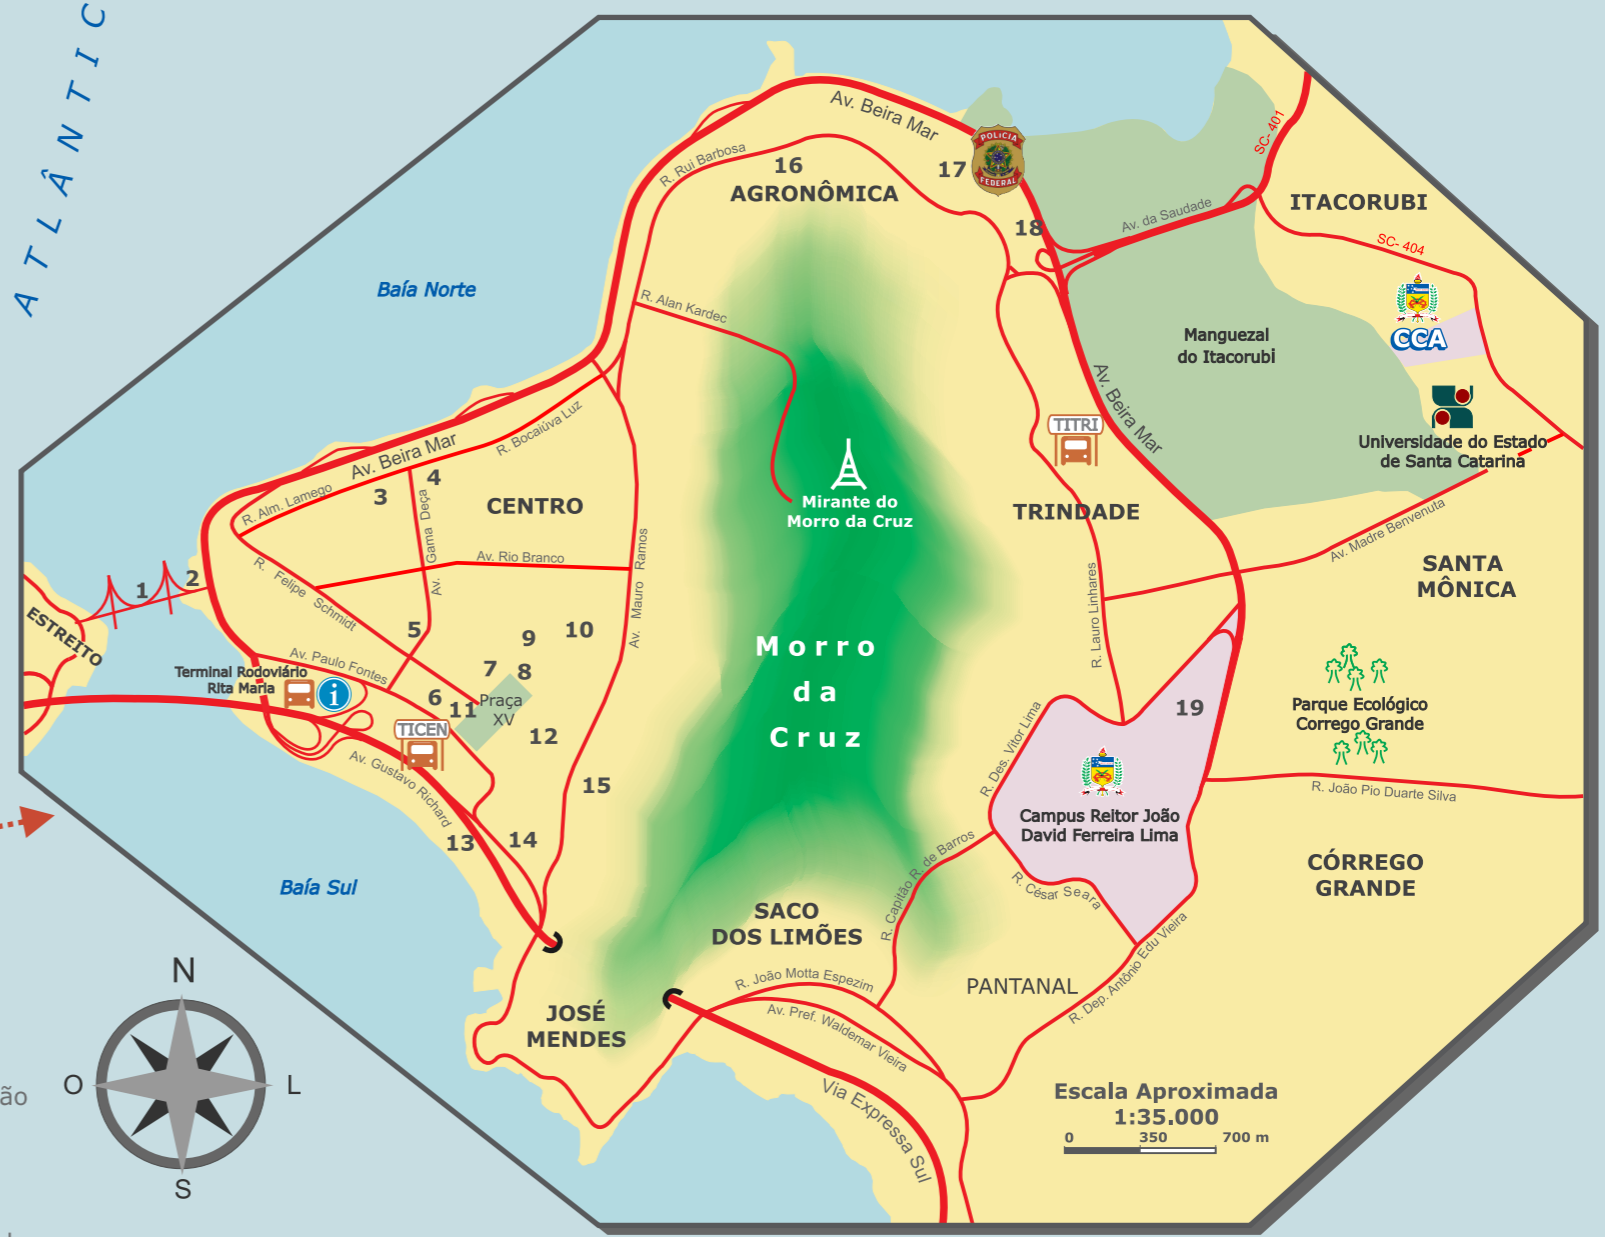 ATLÂNTIC
Av. Beira Mar
POLÍCIA
FEDERAL
SC-401
R. Rui Barbosa
16
17
AGRONÔMICA
ITACORUBI
Av. da Saudade
18
SC-404
Baía Norte
R. Alan Kardec
CCA
Manguezal
do Itacorubi
Av. Beira Mar
R. Bocaiúva Luz
TITRI
Av. Beira Mar
Universidade do Estado
de Santa Catarina
4
3
R. Alm. Lamego
Av. Gama Deça
CENTRO
Mirante do
Morro da Cruz
TRINDADE
Av. Madre Benvenuta
Av. Rio Branco
Av. Mauro Ramos
R. Lauro Linhares
SANTA
MÔNICA
R. Felipe Schmidt
1
2
ESTREITO
5
9
10
Morro
da
Cruz
Av. Paulo Fontes
7
8
Terminal Rodoviário
Rita Maria
i
6
11
Praça
XV
12
TICEN
19
Parque Ecológico
Corrego Grande
R. Des. Vitor Lima
Av. Gustavo Richard
15
R. João Pio Duarte Silva
Campus Reitor João
David Ferreira Lima
13
14
R. Capitão R. de Barros
CÓRREGO
GRANDE
Baía Sul
R. César Seara
SACO
DOS LIMÕES
R. Dep. Antônio Edu Vieira
R. João Motta Espezim
PANTANAL
Av. Pref. Waldemar Vieira
JOSÉ
MENDES
N
O
L
S
ão
Via Expressa Sul
Escala Aproximada
1:35.000
0 350 700 m